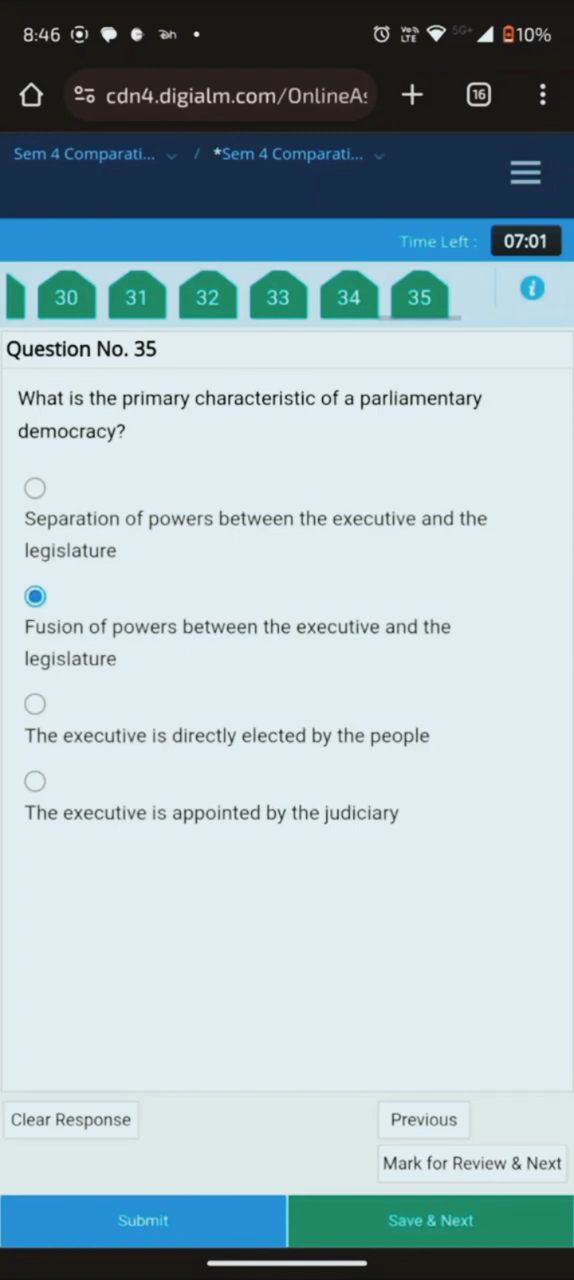 8:46
Vo))
LTE
5G+
10%
cdn4.digialm.com/OnlineAs
16
Sem 4 Comparati... / *Sem 4 Comparati...
Time Left : 07:01
30 31 32 33 34 35
Question No. 35
What is the primary characteristic of a parliamentary
democracy?
Separation of powers between the executive and the
legislature
Fusion of powers between the executive and the
legislature
The executive is directly elected by the people
The executive is appointed by the judiciary
Clear Response
Previous
Mark for Review & Next
Submit
Save & Next